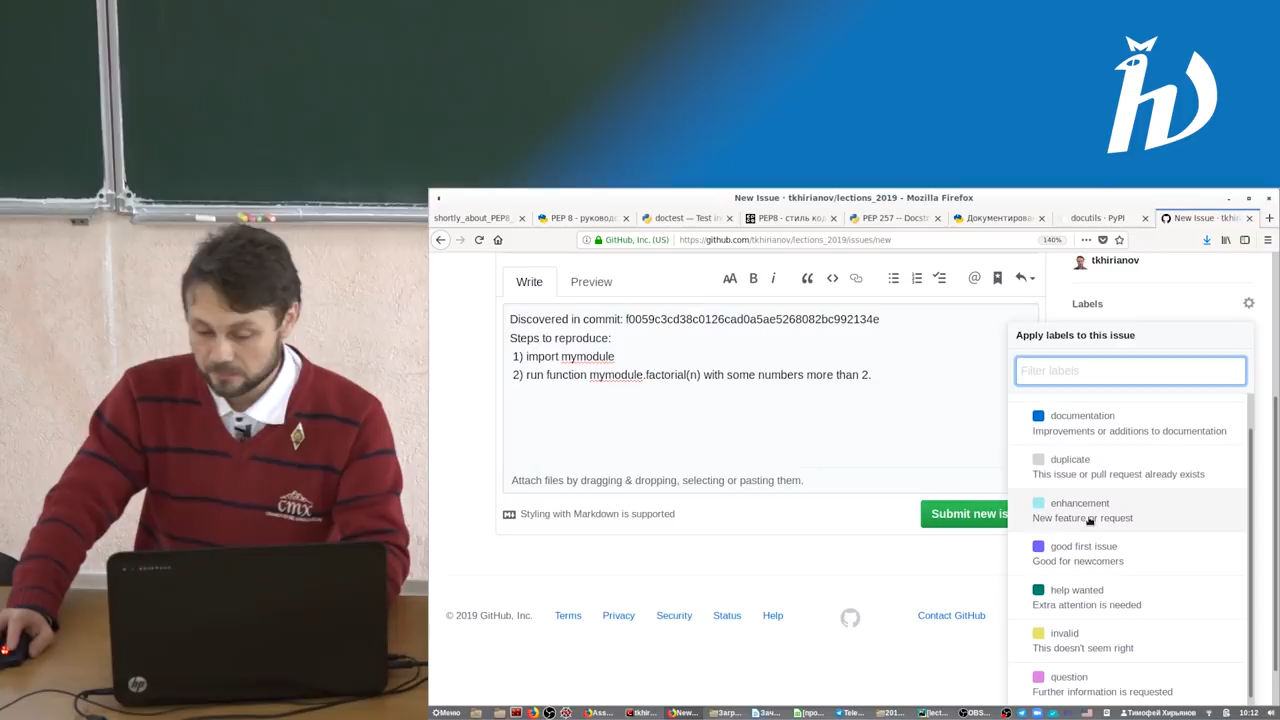 New Issue · tkhirianov/lections_2019 - Mozilla Firefox
shortly_about_PEP8_
PEP 8 - руковод
doctest — Test in
PEP8 - стиль код
PEP 257 -- Docst
Документирован
docutils · PyPI
New Issue · tkhiri
GitHub, Inc. (US)
https://github.com/tkhirianov/lections_2019/issues/new
140%
tkhirianov
Write
Preview
Labels
Discovered in commit: f0059c3cd38c0126cad0a5ae5268082bc992134e
Steps to reproduce:
1) import mymodule
2) run function mymodule.factorial(n) with some numbers more than 2.
Attach files by dragging & dropping, selecting or pasting them.
Styling with Markdown is supported
Submit new is
Apply labels to this issue
Filter labels
documentation
Improvements or additions to documentation
duplicate
This issue or pull request already exists
enhancement
New feature or request
good first issue
Good for newcomers
help wanted
Extra attention is needed
invalid
This doesn't seem right
question
Further information is requested
© 2019 GitHub, Inc.
Terms
Privacy
Security
Status
Help
Contact GitHub
Меню
Тимофей Хирьянов
10:12
hp